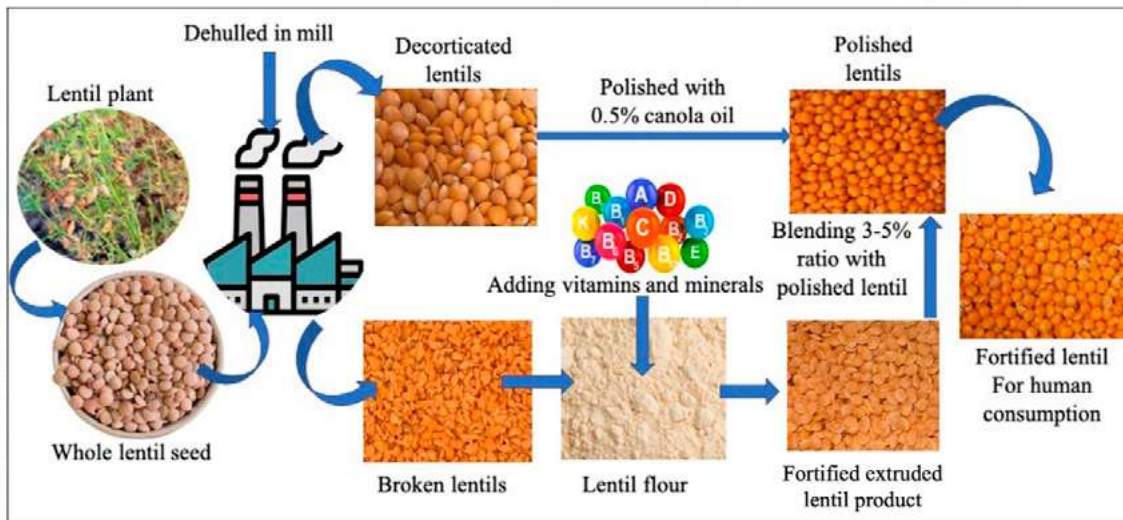 Dehulled in mill
Lentil plant
Whole lentil seed
Decorticated
lentils
Polished with
0.5% canola oil
Polished
lentils
A
D
K
C
E
Adding vitamins and minerals
Blending 3-5%
ratio with
polished lentil
Broken lentils
Lentil flour
Fortified extruded
lentil product
Fortified lentil
For human
consumption